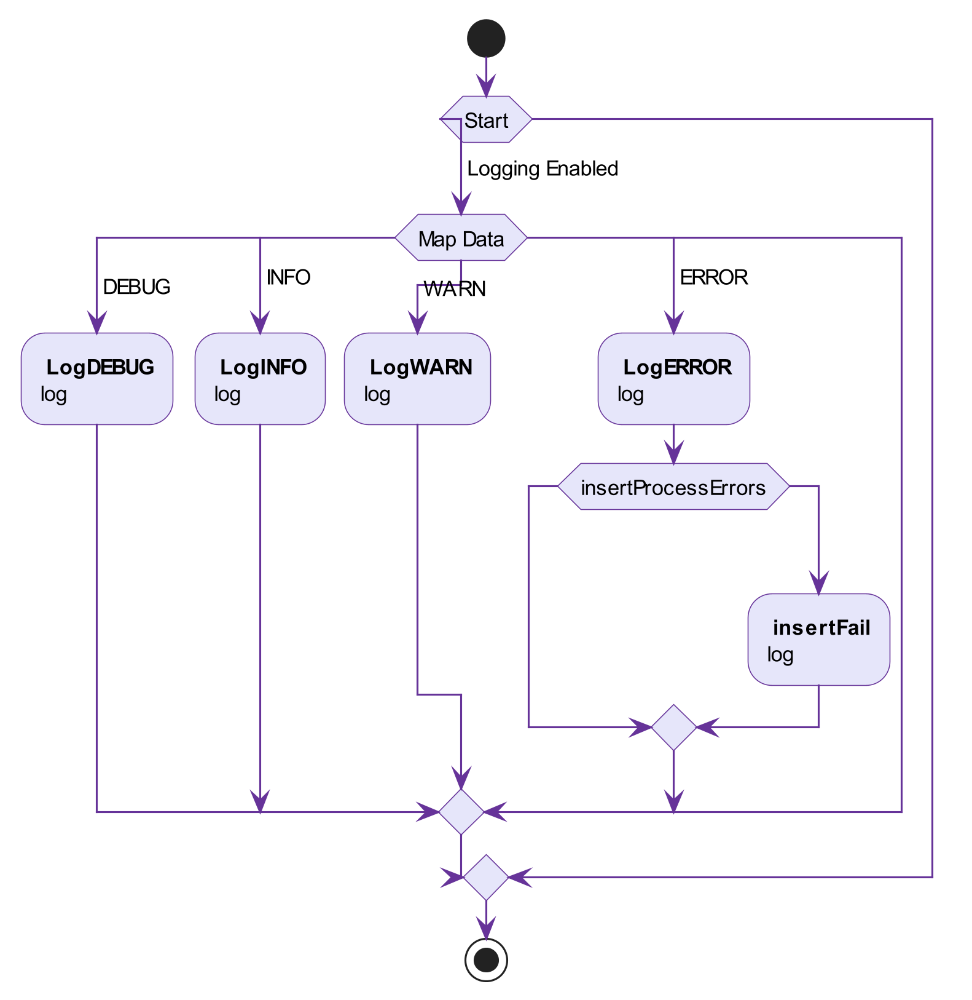 Start
Logging Enabled
Map Data
DEBUG
INFO
WARN
ERROR
LogDEBUG
log
LogINFO
log
LogWARN
log
LogERROR
log
insertProcessErrors
insertFail
log